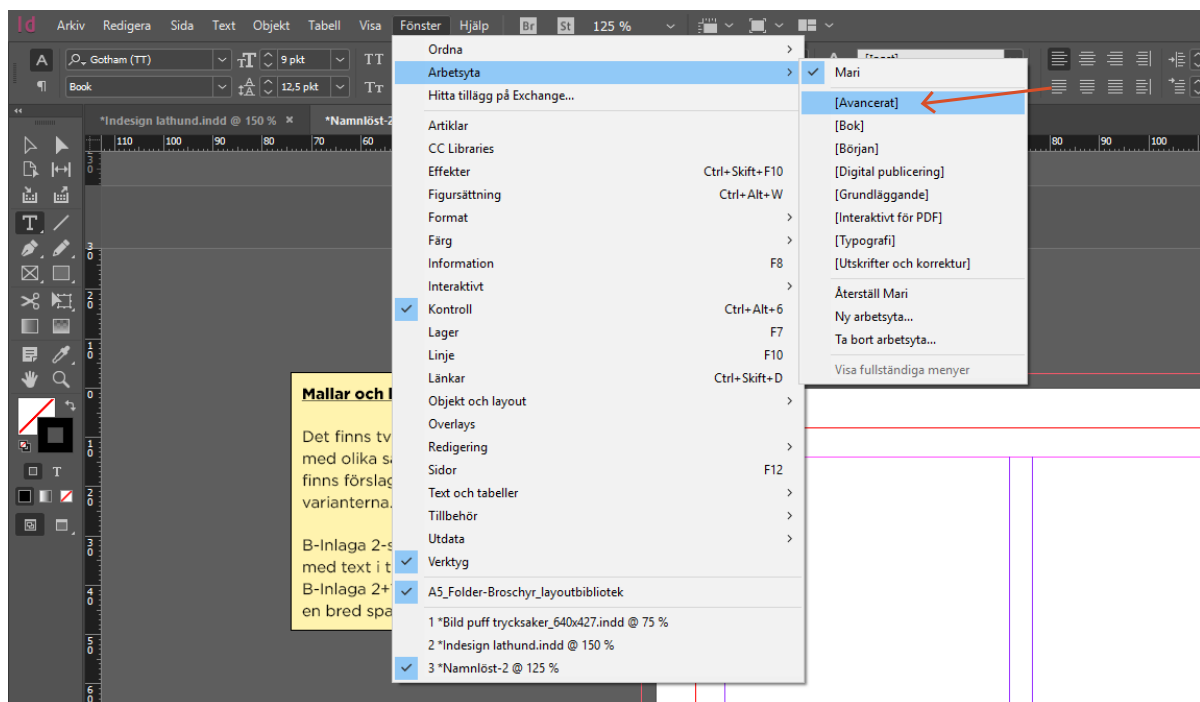 Id Arkiv Redigera Sida Text Objekt Tabell Visa Fönster Hjälp Br St 125 %
A Gotham (TT) 9 pkt TT
Book 12,5 pkt TT
*Indesign lathund.indd @ 150 % × *Namnlöst-2
110 100 90 80 70 60 80 90 100
Ordna
Arbetsyta
Hitta tillägg på Exchange...
Artiklar
CC Libraries
Effekter Ctrl+Skift+F10
Figursättning Ctrl+Alt+W
Format
Färg
Information F8
Interaktivt
Kontroll Ctrl+Alt+6
Lager F7
Linje F10
Länkar Ctrl+Skift+D
Objekt och layout
Overlays
Redigering
Sidor F12
Text och tabeller
Tillbehör
Utdata
Verktyg
A5_Folder-Broschyr_layoutbibliotek
1 *Bild puff trycksaker_640x427.indd @ 75 %
2 *Indesign lathund.indd @ 150 %
3 *Namnlöst-2 @ 125 %
Mari
[Avancerat]
[Bok]
[Början]
[Digital publicering]
[Grundläggande]
[Interaktivt för PDF]
[Typografi]
[Utskrifter och korrektur]
Återställ Mari
Ny arbetsyta...
Ta bort arbetsyta...
Visa fullständiga menyer
Mallar och
Det finns tv
med olika
finns förslag
varianterna.
B-Inlaga 2-s
med text i t
B-Inlaga 2+
en bred spa